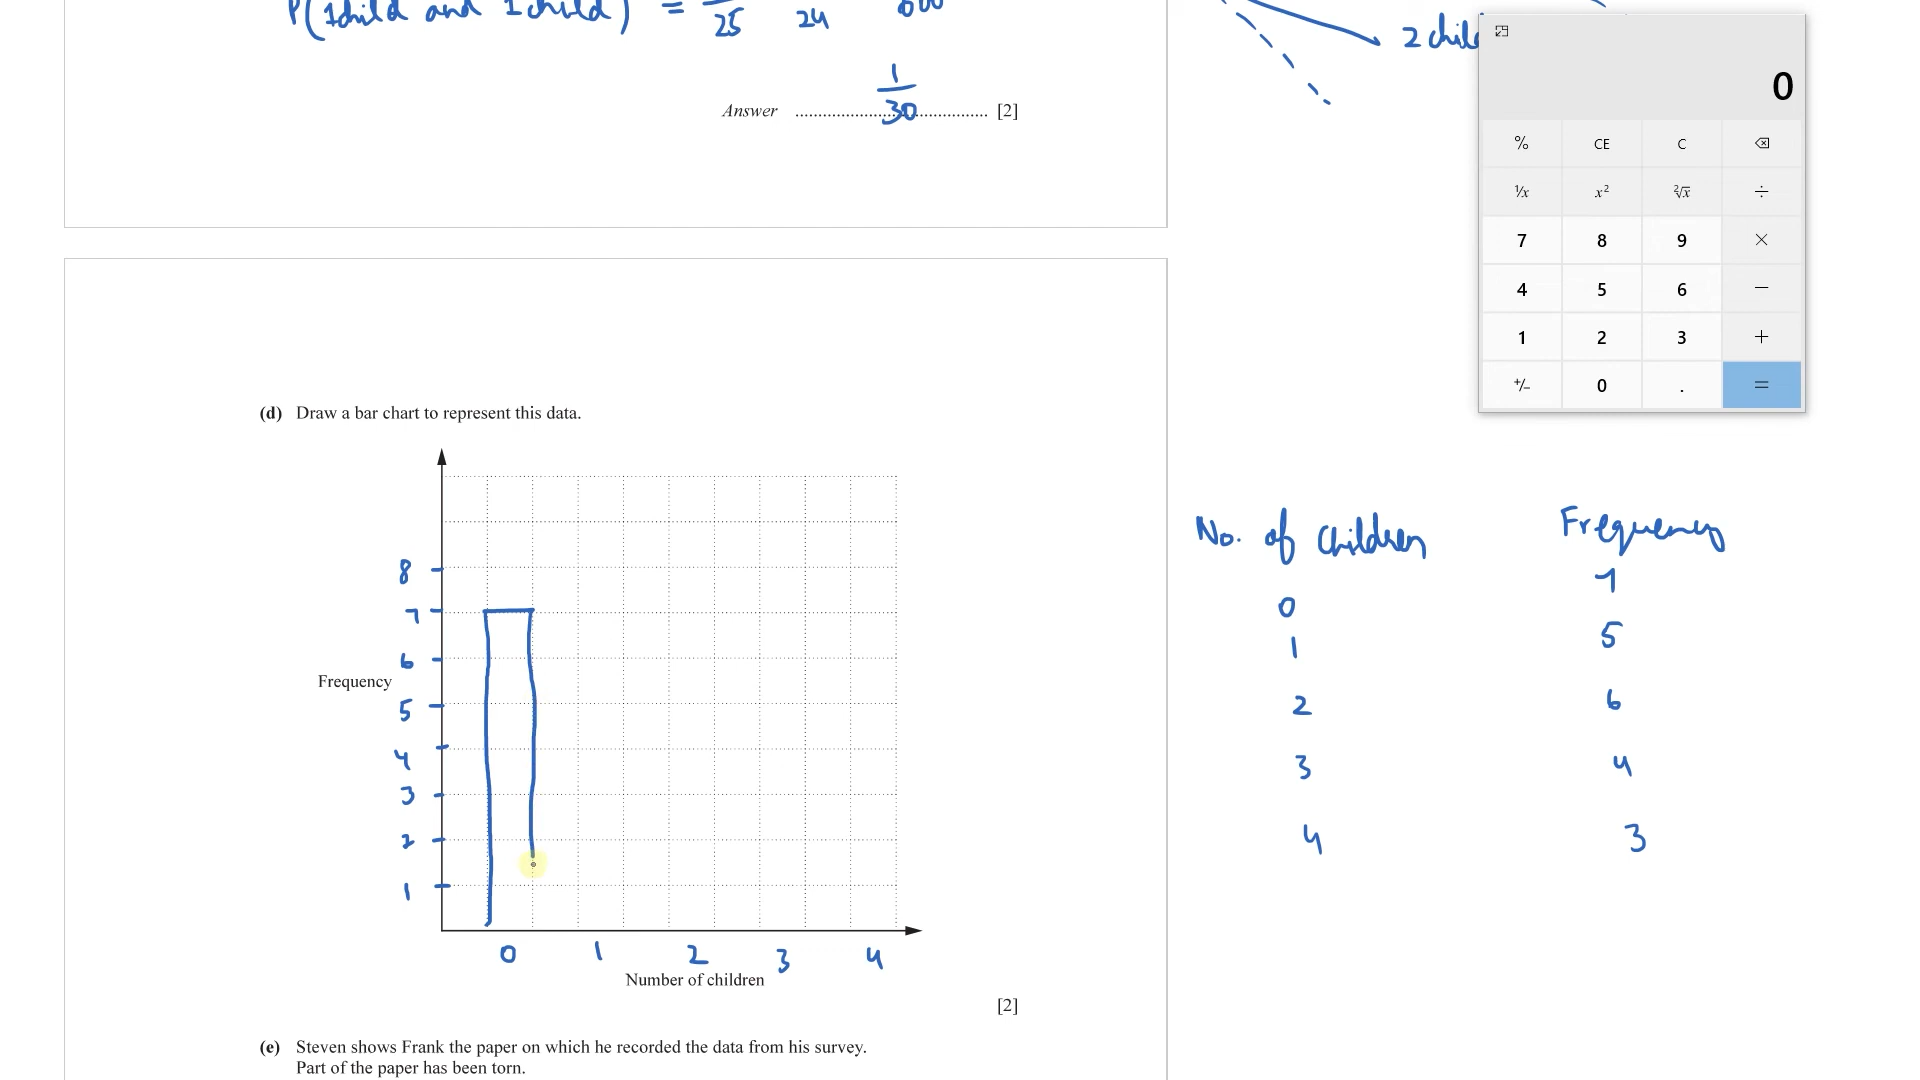 P(1child and 1child) =
25 24 600
2 chil
1
30
Answer ............................................ [2]
0
% CE C
1/x x² ²√x ÷
7 8 9 ×
4 5 6 −
1 2 3 +
+/− 0 . =
(d) Draw a bar chart to represent this data.
8
7
6
Frequency
5
4
3
2
1
0 1 2 3 4
Number of children
[2]
No. of Children Frequency
0 7
1 5
2 6
3 4
4 3
(e) Steven shows Frank the paper on which he recorded the data from his survey.
Part of the paper has been torn.